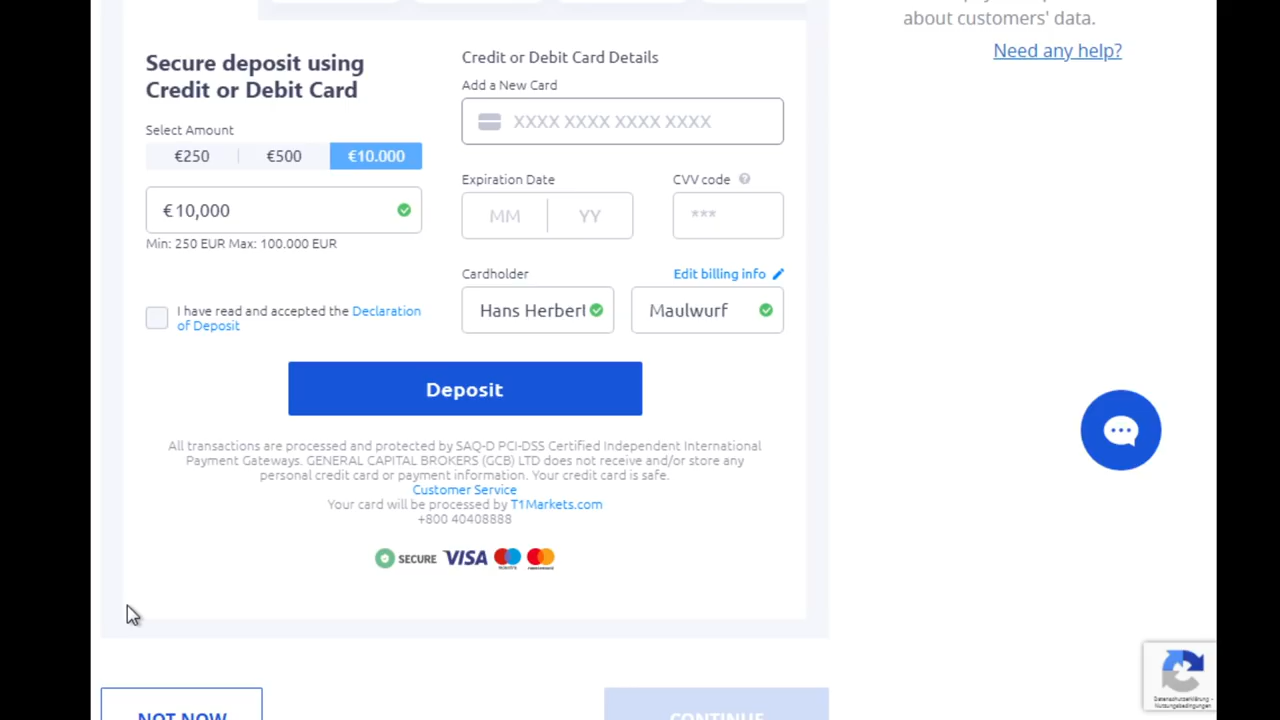 about customers' data.
Need any help?
Secure deposit using
Credit or Debit Card
Select Amount
€250
€500
€10.000
€ 10,000
Min: 250 EUR Max: 100.000 EUR
I have read and accepted the Declaration
of Deposit
Credit or Debit Card Details
Add a New Card
XXXX XXXX XXXX XXXX
Expiration Date
CVV code
MM
YY
***
Cardholder
Edit billing info
Hans Herbert
Maulwurf
Deposit
All transactions are processed and protected by SAQ-D PCI-DSS Certified Independent International
Payment Gateways. GENERAL CAPITAL BROKERS (GCB) LTD does not receive and/or store any
personal credit card or payment information. Your credit card is safe.
Customer Service
Your card will be processed by T1Markets.com
+800 40408888
SECURE VISA
Datenschutzerklärung -
Nutzungsbedingungen
NOT NOW
CONTINUE